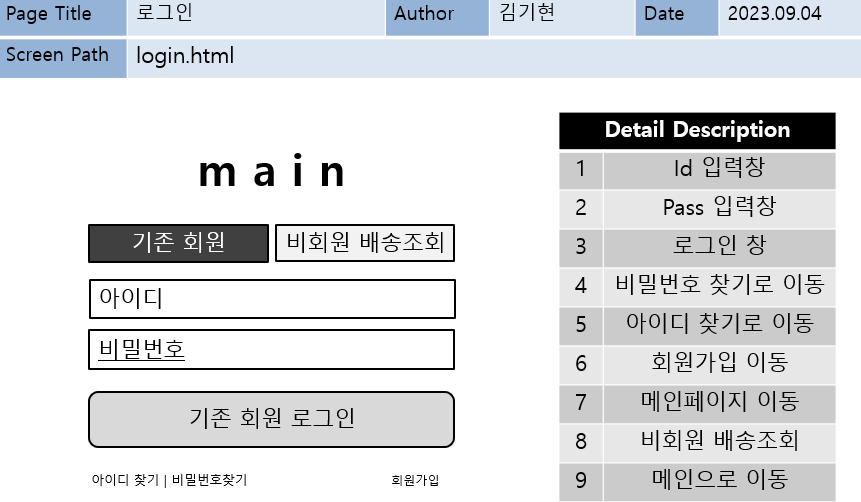 Page Title 로그인 Author 김기현 Date 2023.09.04
Screen Path login.html
main
기존 회원 비회원 배송조회
아이디
비밀번호
기존 회원 로그인
아이디 찾기 | 비밀번호찾기 회원가입
Detail Description
1 Id 입력창
2 Pass 입력창
3 로그인 창
4 비밀번호 찾기로 이동
5 아이디 찾기로 이동
6 회원가입 이동
7 메인페이지 이동
8 비회원 배송조회
9 메인으로 이동